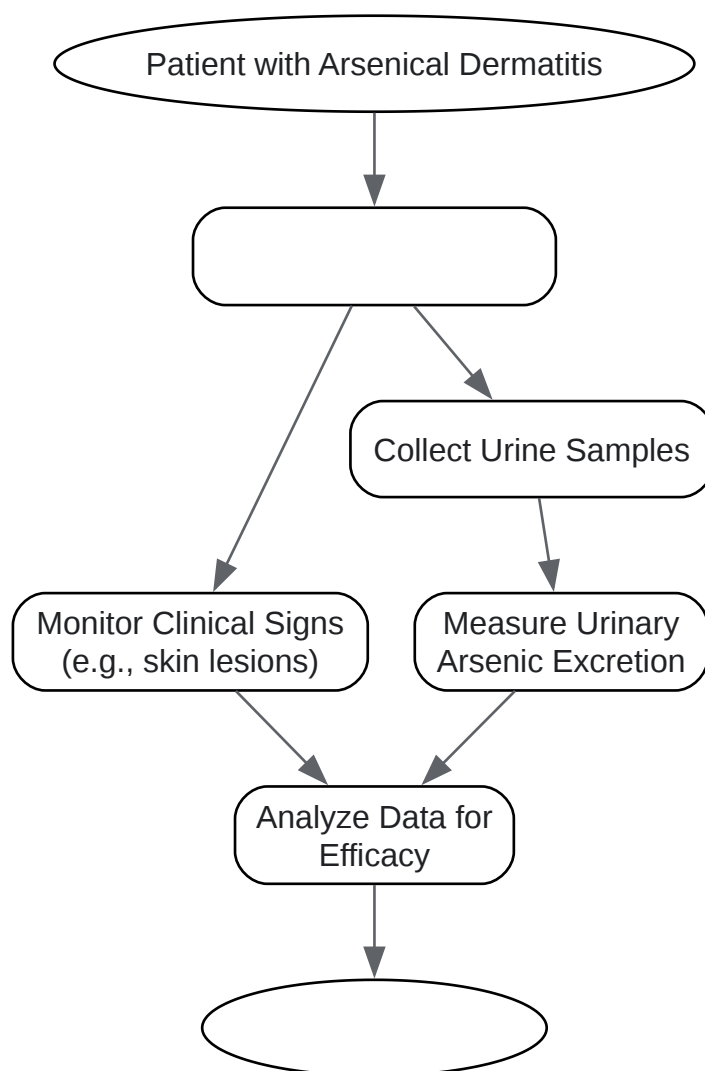 Patient with Arsenical Dermatitis
Collect Urine Samples
Monitor Clinical Signs
(e.g., skin lesions)
Measure Urinary
Arsenic Excretion
Analyze Data for
Efficacy